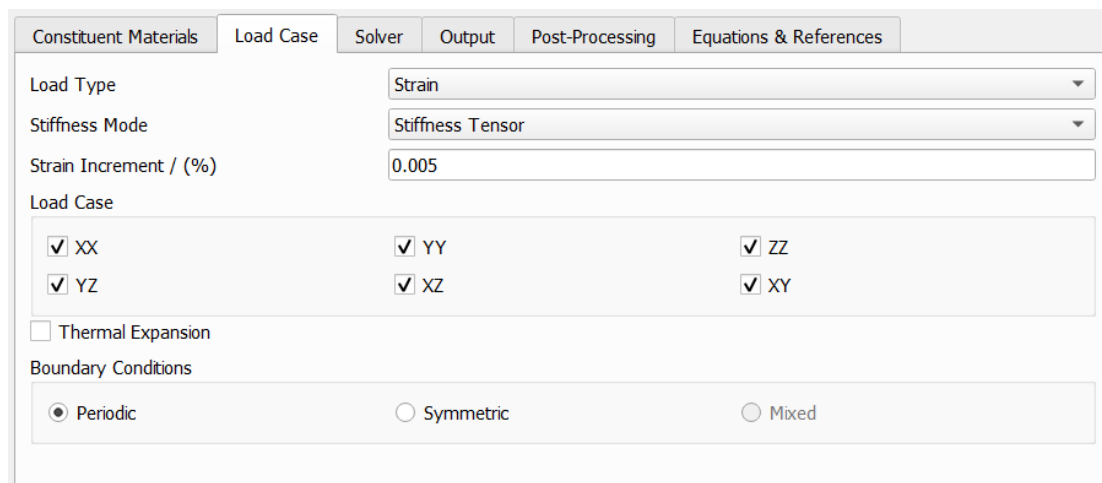 Constituent Materials Load Case Solver Output Post-Processing Equations & References
Load Type Strain
Stiffness Mode Stiffness Tensor
Strain Increment / (%) 0.005
Load Case
XX YY ZZ
YZ XZ XY
Thermal Expansion
Boundary Conditions
Periodic Symmetric Mixed